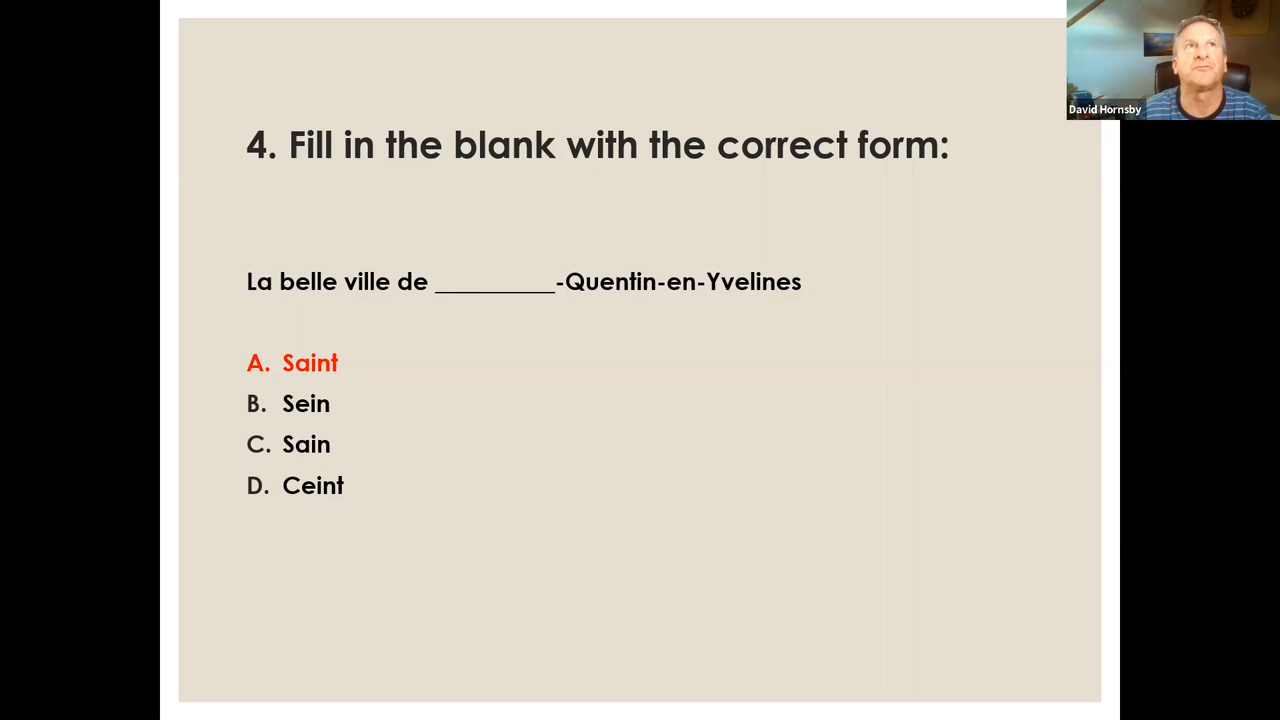 David Hornsby
4. Fill in the blank with the correct form:
La belle ville de _________-Quentin-en-Yvelines
A. Saint
B. Sein
C. Sain
D. Ceint